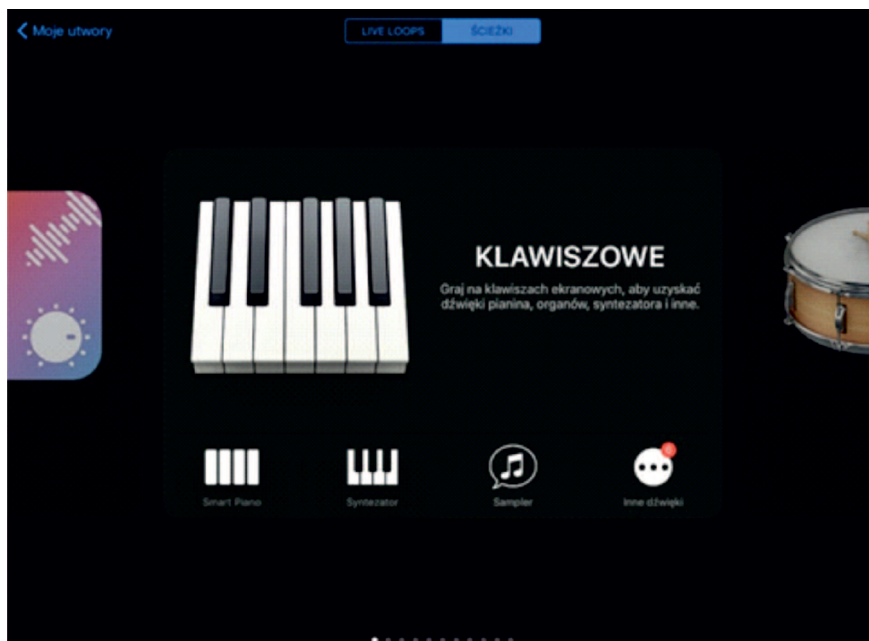 Moje utwory
LIVE LOOPS
ŚCIEŻKI
KLAWISZOWE
Graj na klawiszach ekranowych, aby uzyskać
dźwięki pianina, organów, syntezatora i inne.
Smart Piano
Syntezator
Sampler
Inne dźwięki